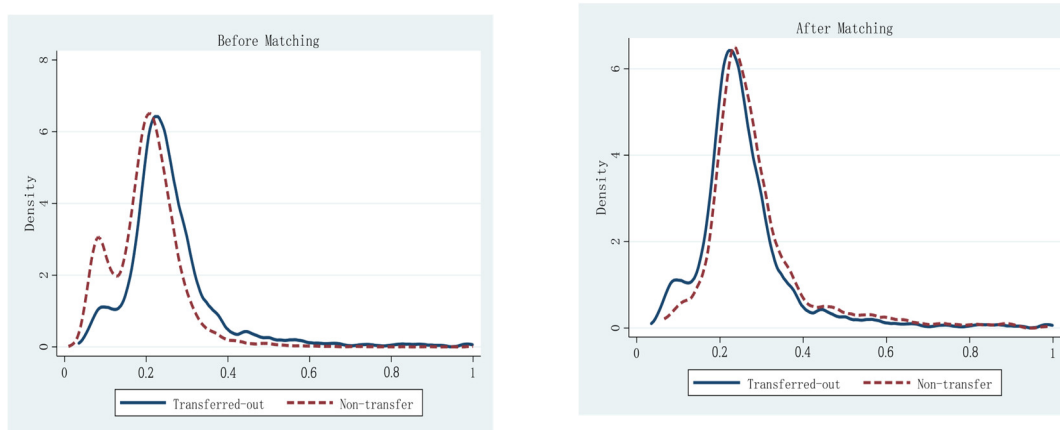 Before Matching
8
6
4
2
0
Density
0
0.2
0.4
0.6
0.8
1
Transferred-out
Non-transfer
After Matching
6
4
2
0
Density
0
0.2
0.4
0.6
0.8
1
Transferred-out
Non-transfer